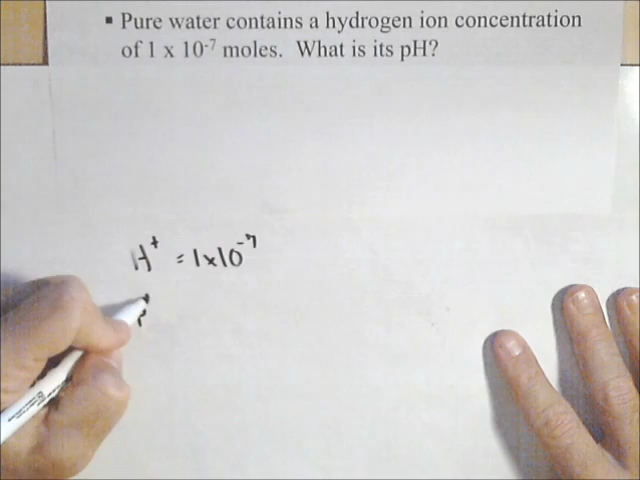 ▪ Pure water contains a hydrogen ion concentration
of 1 x 10⁻⁷ moles. What is its pH?
H⁺ = 1x10⁻⁷